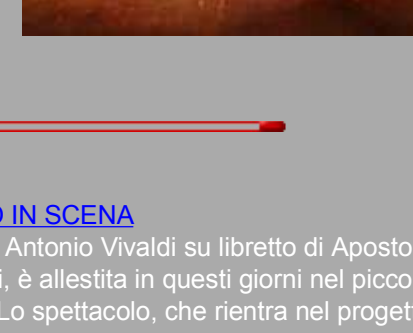 O IN SCENA
Antonio Vivaldi su libretto di Aposto
i, è allestita in questi giorni nel picco
Lo spettacolo, che rientra nel proget